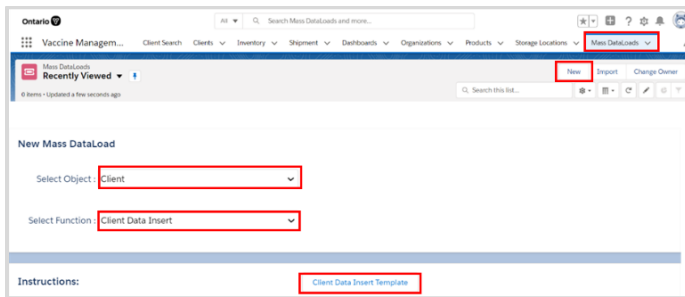 Ontario
All Search Mass DataLoads and more...
Vaccine Managem... Client Search Clients Inventory Shipment Dashboards Organizations Products Storage Locations Mass DataLoads
Mass DataLoads
Recently Viewed
New Import Change Owner
0 items • Updated a few seconds ago
Search this list...
New Mass DataLoad
Select Object : Client
Select Function : Client Data Insert
Instructions:
Client Data Insert Template